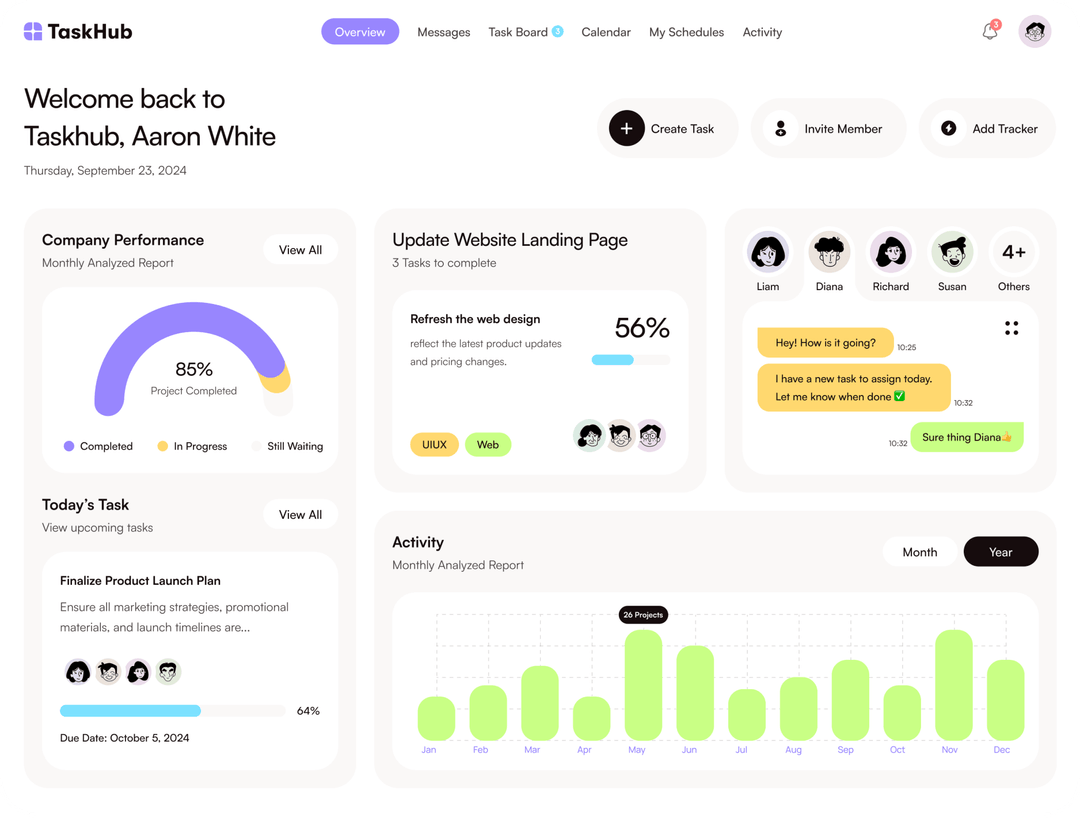 TaskHub
Overview
Messages
Task Board 3
Calendar
My Schedules
Activity
3
Welcome back to
Taskhub, Aaron White
Thursday, September 23, 2024
Create Task
Invite Member
Add Tracker
Company Performance
Monthly Analyzed Report
View All
85%
Project Completed
Completed
In Progress
Still Waiting
Today’s Task
View upcoming tasks
View All
Finalize Product Launch Plan
Ensure all marketing strategies, promotional
materials, and launch timelines are...
64%
Due Date: October 5, 2024
Update Website Landing Page
3 Tasks to complete
Refresh the web design
reflect the latest product updates
and pricing changes.
56%
UIUX
Web
Liam
Diana
Richard
Susan
4+
Others
Hey! How is it going?
10:25
I have a new task to assign today.
Let me know when done ✅
10:32
10:32
Sure thing Diana👍
Activity
Monthly Analyzed Report
Month
Year
26 Projects
Jan
Feb
Mar
Apr
May
Jun
Jul
Aug
Sep
Oct
Nov
Dec